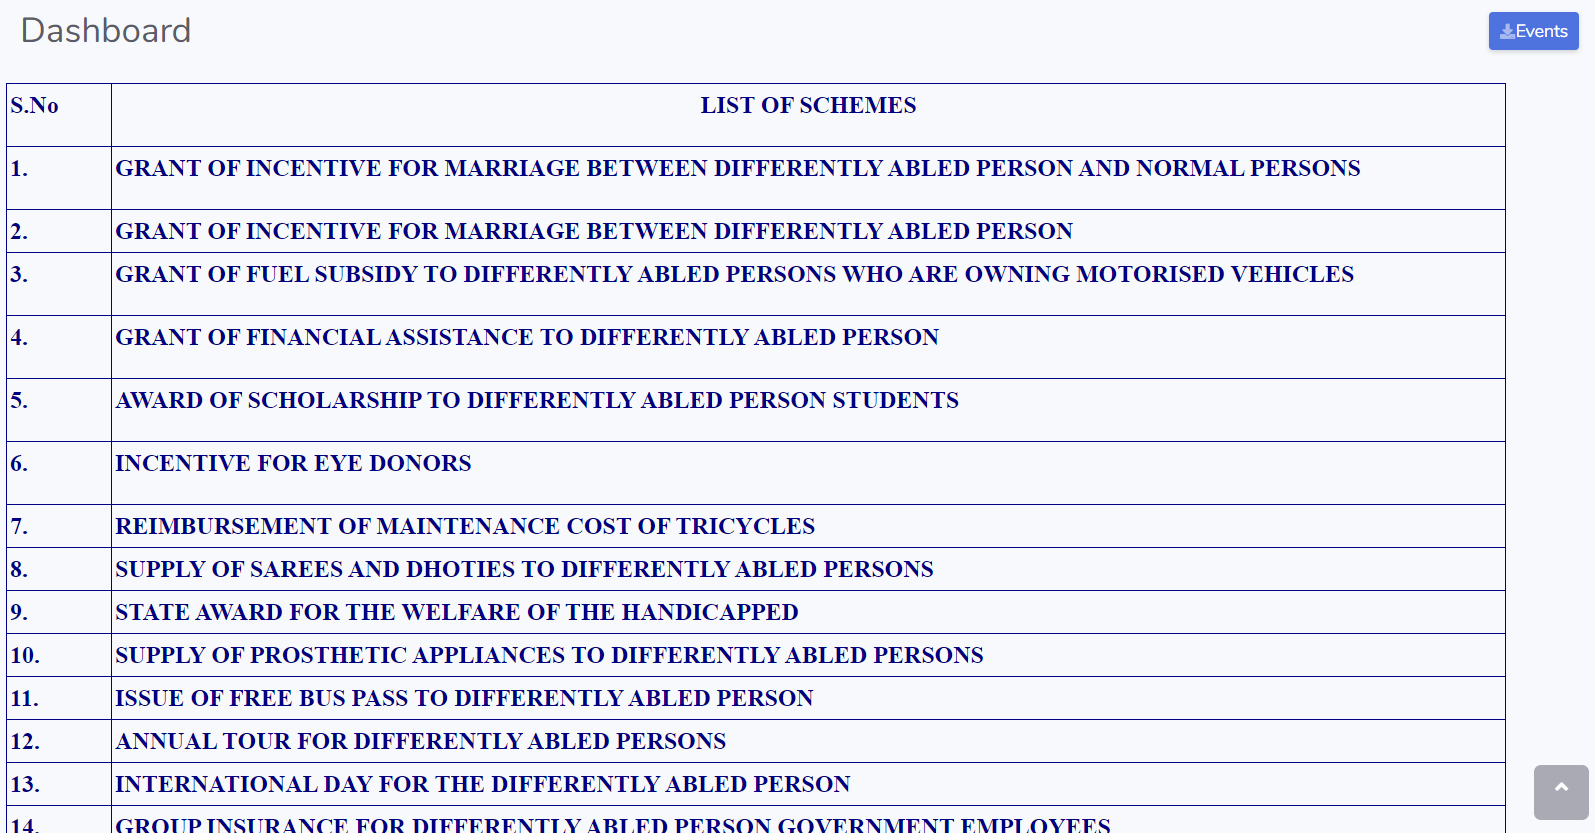 Dashboard
Events
S.No LIST OF SCHEMES
1. GRANT OF INCENTIVE FOR MARRIAGE BETWEEN DIFFERENTLY ABLED PERSON AND NORMAL PERSONS
2. GRANT OF INCENTIVE FOR MARRIAGE BETWEEN DIFFERENTLY ABLED PERSON
3. GRANT OF FUEL SUBSIDY TO DIFFERENTLY ABLED PERSONS WHO ARE OWNING MOTORISED VEHICLES
4. GRANT OF FINANCIAL ASSISTANCE TO DIFFERENTLY ABLED PERSON
5. AWARD OF SCHOLARSHIP TO DIFFERENTLY ABLED PERSON STUDENTS
6. INCENTIVE FOR EYE DONORS
7. REIMBURSEMENT OF MAINTENANCE COST OF TRICYCLES
8. SUPPLY OF SAREES AND DHOTIES TO DIFFERENTLY ABLED PERSONS
9. STATE AWARD FOR THE WELFARE OF THE HANDICAPPED
10. SUPPLY OF PROSTHETIC APPLIANCES TO DIFFERENTLY ABLED PERSONS
11. ISSUE OF FREE BUS PASS TO DIFFERENTLY ABLED PERSON
12. ANNUAL TOUR FOR DIFFERENTLY ABLED PERSONS
13. INTERNATIONAL DAY FOR THE DIFFERENTLY ABLED PERSON
14. GROUP INSURANCE FOR DIFFERENTLY ABLED PERSON GOVERNMENT EMPLOYEES